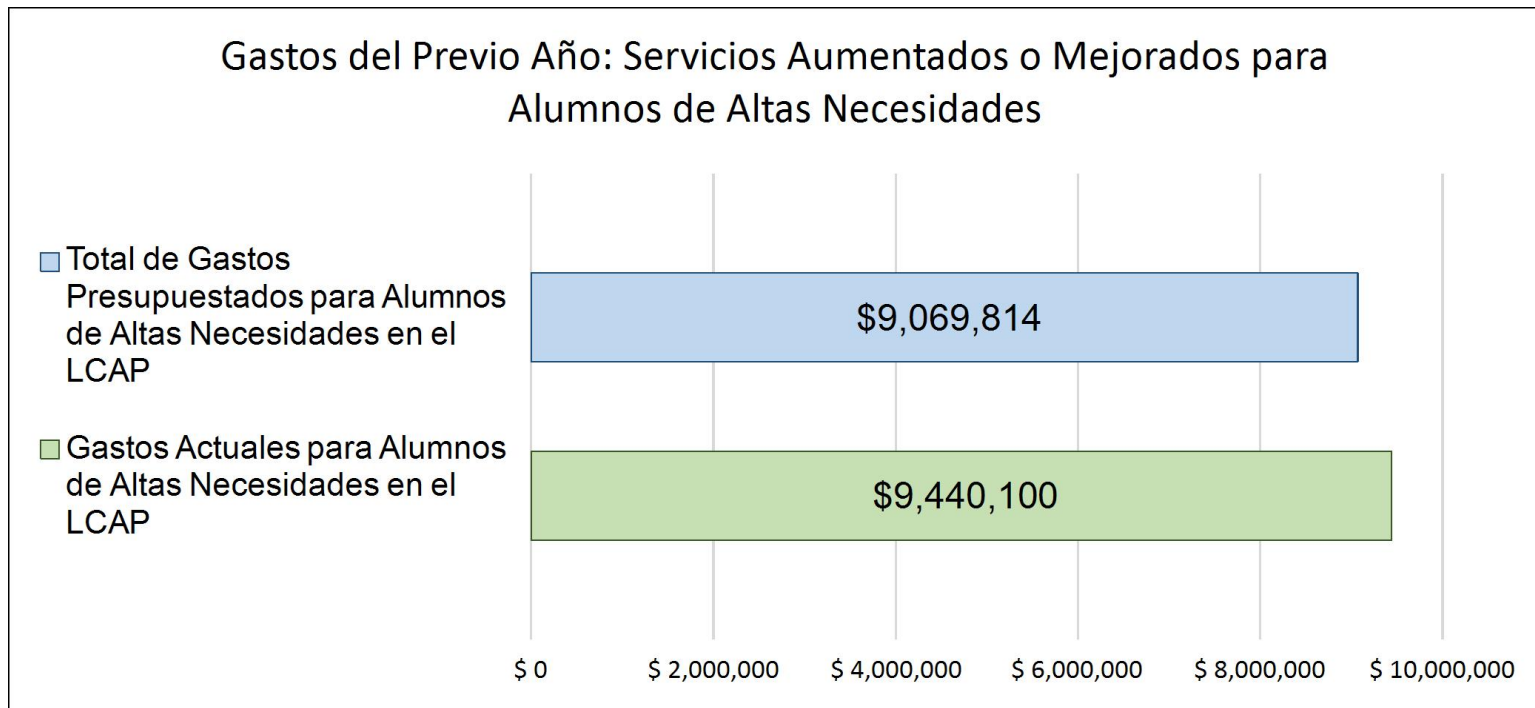 Gastos del Previo Año: Servicios Aumentados o Mejorados para
Alumnos de Altas Necesidades
Total de Gastos
Presupuestados para Alumnos
de Altas Necesidades en el
LCAP
$9,069,814
Gastos Actuales para Alumnos
de Altas Necesidades en el
LCAP
$9,440,100
$ 0 $ 2,000,000 $ 4,000,000 $ 6,000,000 $ 8,000,000 $ 10,000,000